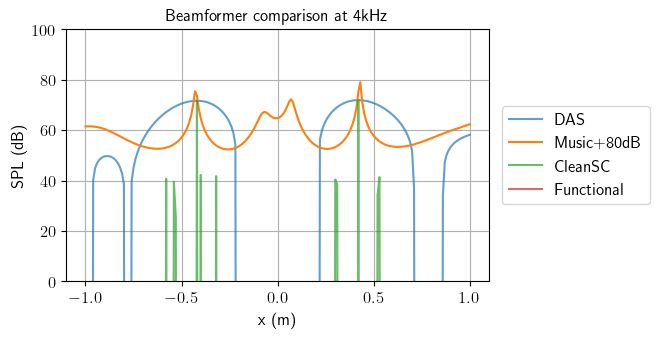 Beamformer comparison at 4kHz
100
80
60
40
20
0
SPL (dB)
−1.0
−0.5
0.0
0.5
1.0
x (m)
DAS
Music+80dB
CleanSC
Functional